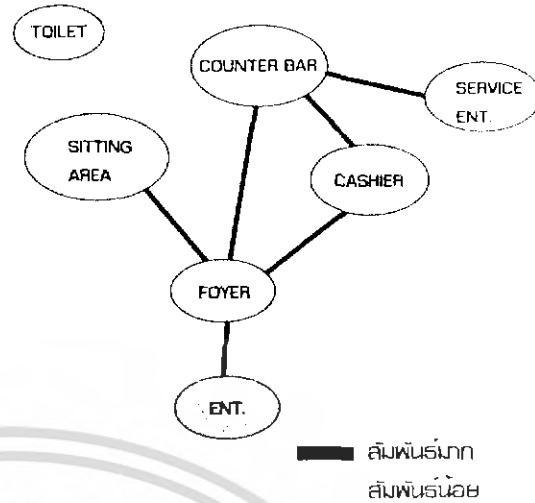 TOILET
COUNTER BAR
SERVICE
ENT.
SITTING
AREA
CASHIER
FOYER
ENT.
สัมพันธ์มาก
สัมพันธ์น้อย